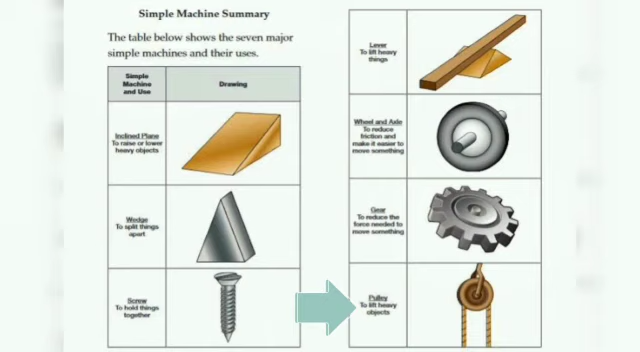 Simple Machine Summary
The table below shows the seven major
simple machines and their uses.
Simple
Machine
and Use
Drawing
Inclined Plane
To raise or lower
heavy objects
Wedge
To split things
apart
Screw
To hold things
together
Lever
To lift heavy
things
Wheel and Axle
To reduce
friction and
make it easier to
move something
Gear
To reduce the
force needed to
move something
Pulley
To lift heavy
objects